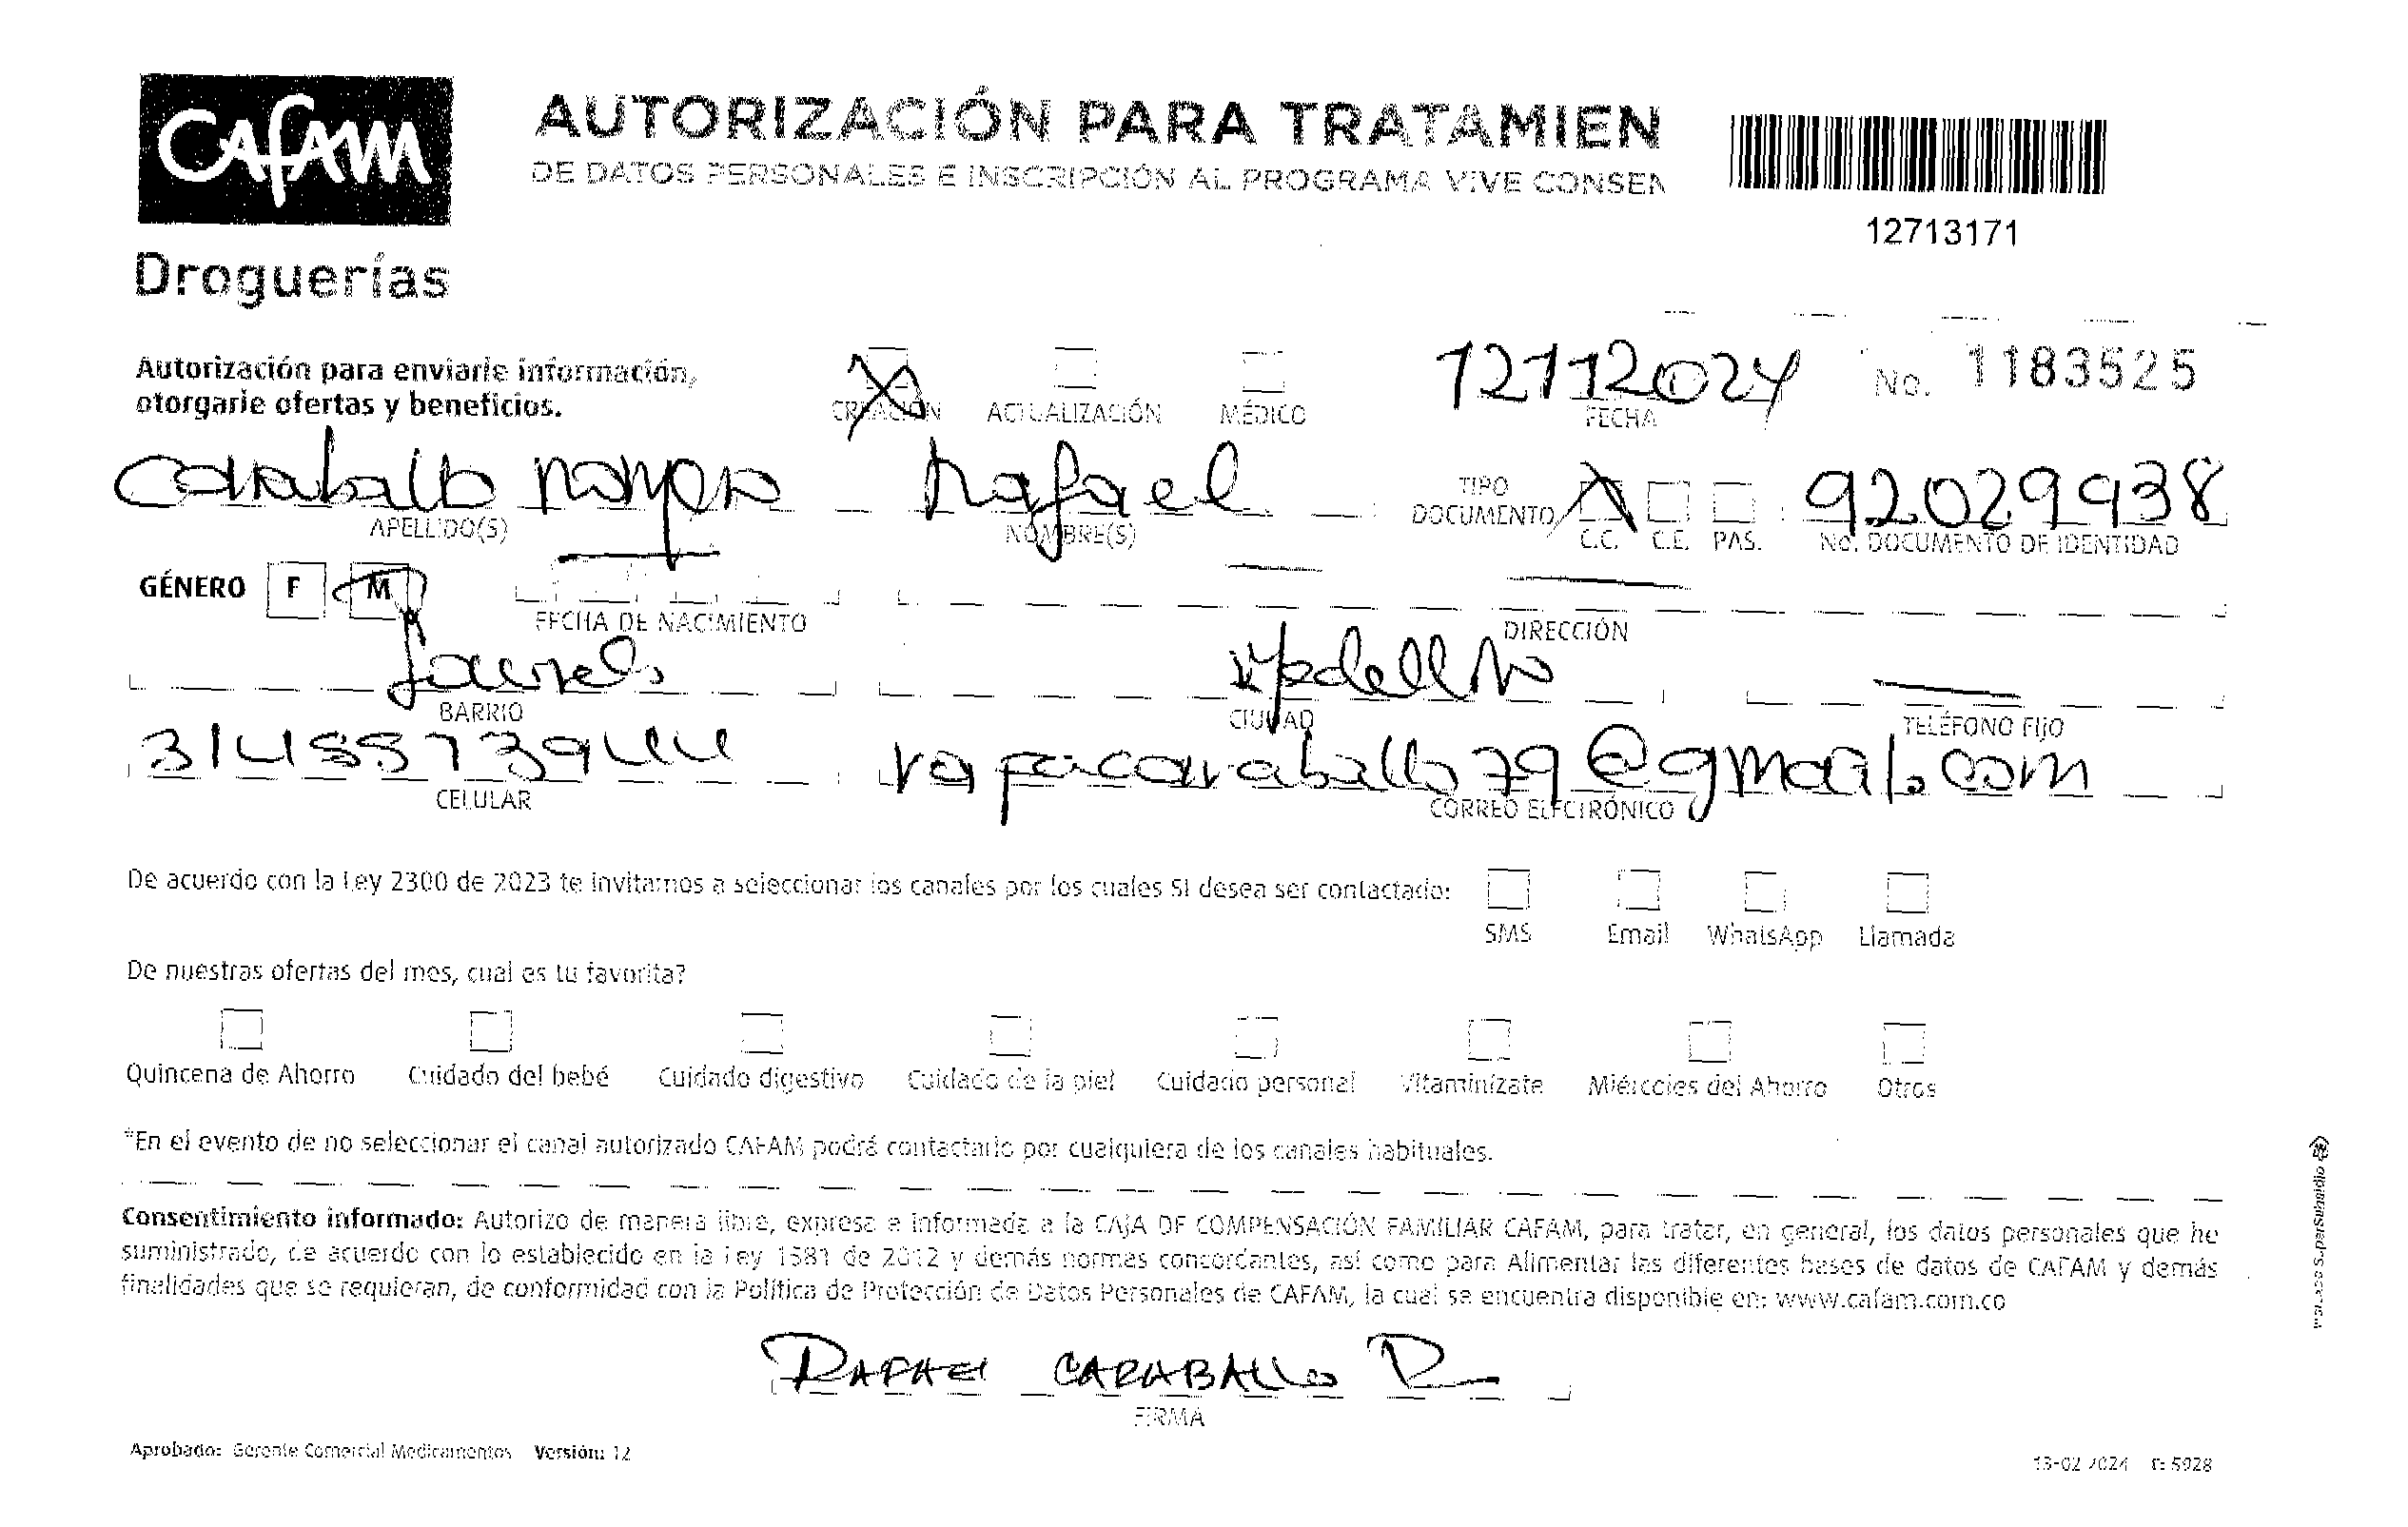 CAFAM
Droguerías
AUTORIZACIÓN PARA TRATAMIEN
DE DATOS PERSONALES E INSCRIPCIÓN AL PROGRAMA VIVE CONSEN
12713171
Autorización para enviarle información,
otorgarle ofertas y beneficios.
CREACIÓN ACTUALIZACIÓN MÉDICO
12112024
FECHA
No. 1183525
Caraballo Rafael
APELLIDO(S) NOMBRE(S)
TIPO
DOCUMENTO
C.C. C.E. PAS.
92029938
No. DOCUMENTO DE IDENTIDAD
GÉNERO F M
FECHA DE NACIMIENTO
DIRECCIÓN
Laureles Medellin
BARRIO CIUDAD TELÉFONO FIJO
3145573944 rafacaraballo79@gmail.com
CELULAR CORREO ELECTRÓNICO
De acuerdo con la Ley 2300 de 2023 te invitamos a seleccionar los canales por los cuales SI desea ser contactado:
SMS Email WhatsApp Llamada
De nuestras ofertas del mes, cual es tu favorita?
Quincena de Ahorro Cuidado del bebé Cuidado digestivo Cuidado de la piel Cuidado personal Vitamínízate Miércoles del Ahorro Otros
*En el evento de no seleccionar el canal autorizado CAFAM podrá contactarlo por cualquiera de los canales habituales.
Consentimiento informado: Autorizo de manera libre, expresa e informada a la CAJA DE COMPENSACIÓN FAMILIAR CAFAM, para tratar, en general, los datos personales que he
suministrado, de acuerdo con lo establecido en la Ley 1581 de 2012 y demás normas concordantes, así como para Alimentar las diferentes bases de datos de CAFAM y demás
finalidades que se requieran, de conformidad con la Política de Protección de Datos Personales de CAFAM, la cual se encuentra disponible en: www.cafam.com.co
RAFAEL CARABALLO R
FIRMA
Aprobado: Gerente Comercial Medicamentos Versión: 12
13-02 2024 F: 5928